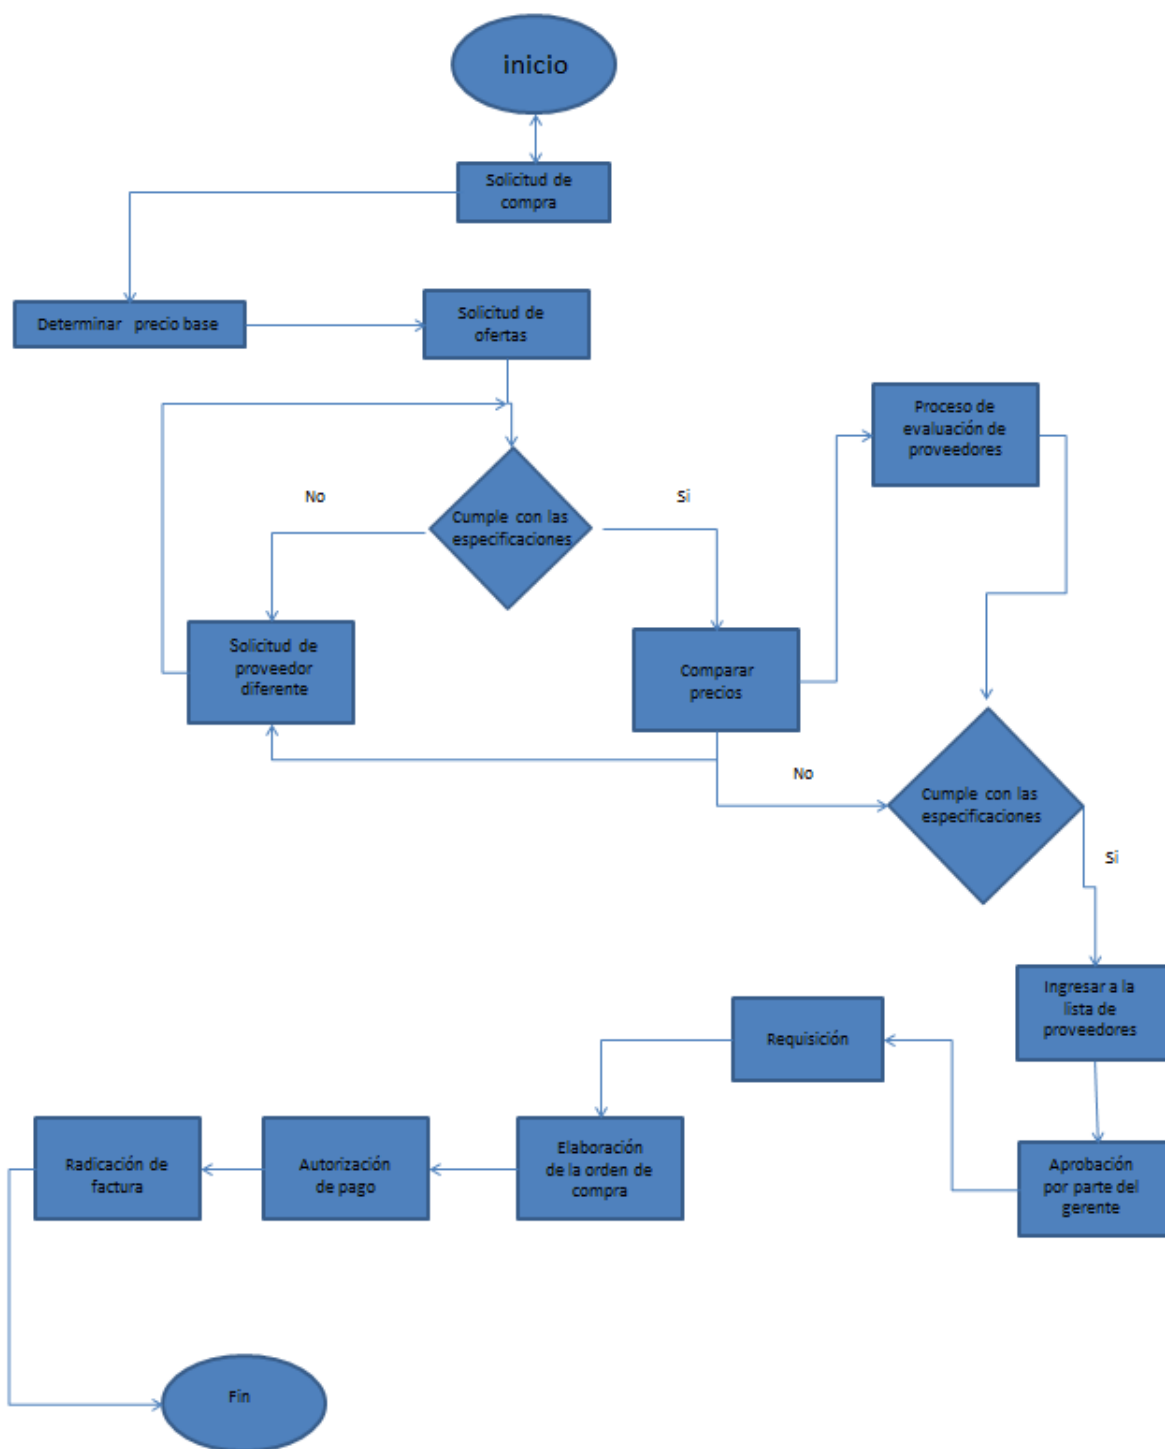 inicio
Solicitud de
compra
Determinar precio base
Solicitud de
ofertas
Proceso de
evaluación de
proveedores
No
Si
Cumple con las
especificaciones
Solicitud de
proveedor
diferente
Comparar
precios
No
Cumple con las
especificaciones
Si
Ingresar a la
lista de
proveedores
Requisición
Elaboración
de la orden de
compra
Autorización
de pago
Radicación de
factura
Aprobación
por parte del
gerente
Fin